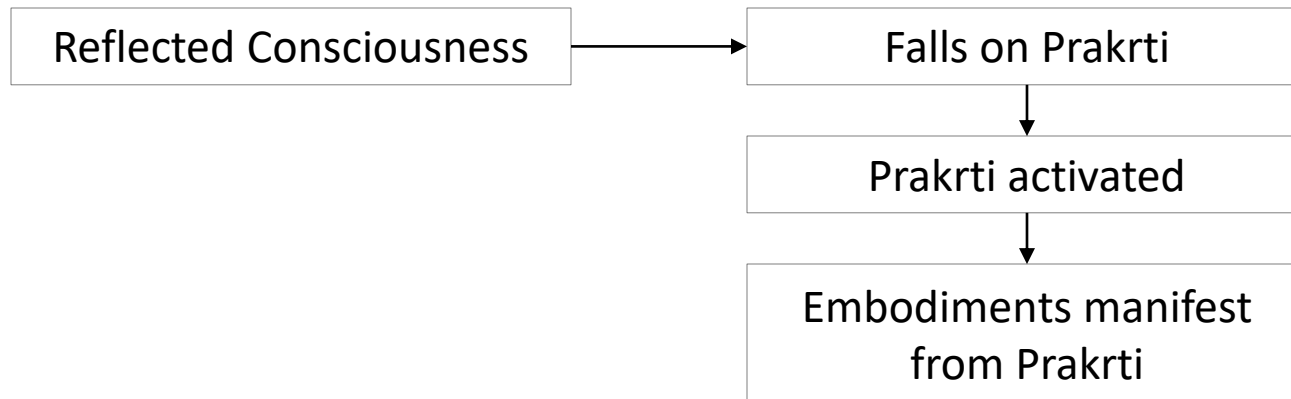 Reflected Consciousness
Falls on Prakrti
Prakrti activated
Embodiments manifest
from Prakrti